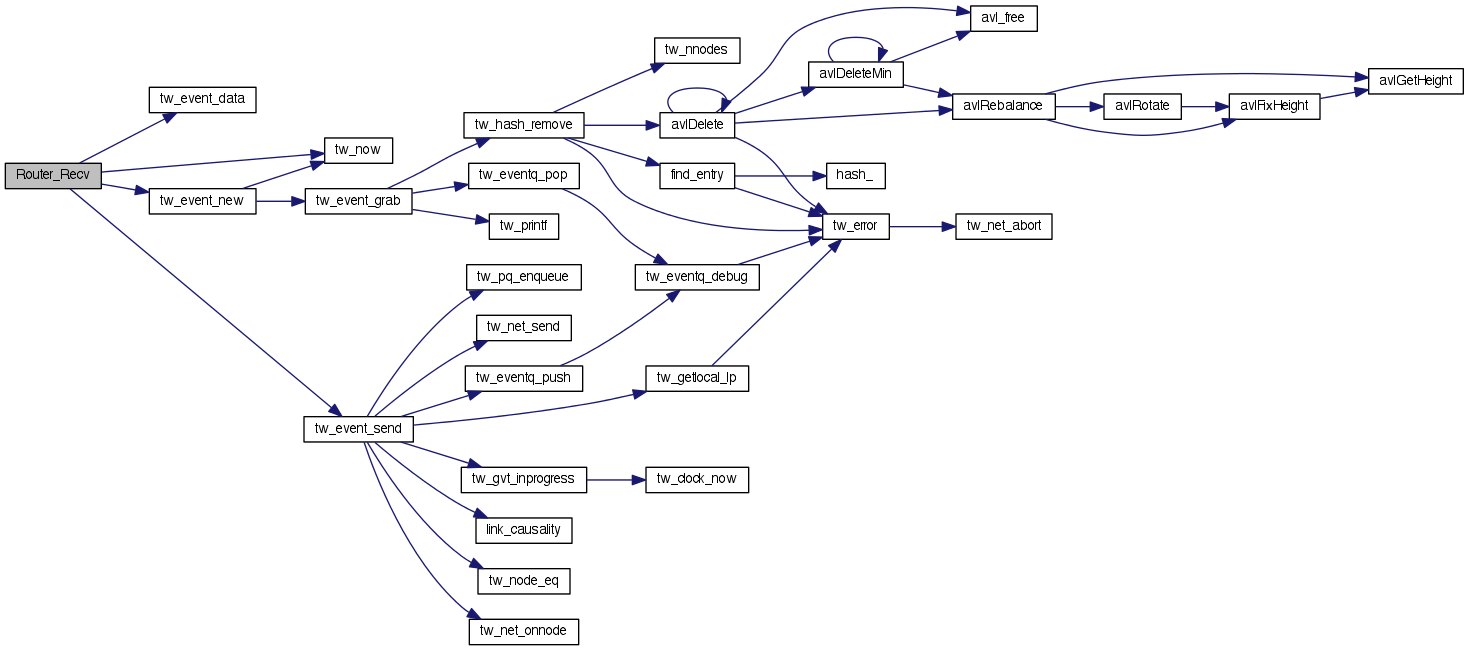 avl_free
tw_nnodes
avlDeleteMin
avlGetHeight
tw_event_data
avlRebalance
avlRotate
avlFixHeight
tw_hash_remove
avlDelete
tw_now
Router_Recv
tw_eventq_pop
find_entry
hash_
tw_event_new
tw_event_grab
tw_printf
tw_error
tw_net_abort
tw_pq_enqueue
tw_eventq_debug
tw_net_send
tw_eventq_push
tw_getlocal_lp
tw_event_send
tw_gvt_inprogress
tw_clock_now
link_causality
tw_node_eq
tw_net_onnode